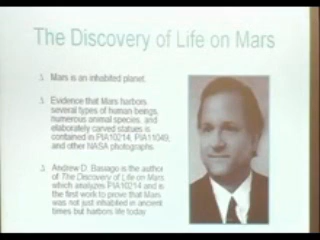 The Discovery of Life on Mars
Mars is an inhabited planet.
Evidence that Mars harbors
several types of human beings,
numerous animal species, and
elaborately carved statues is
contained in PIA10214, PIA11049,
and other NASA photographs.
Andrew D. Basiago is the author
of The Discovery of Life on Mars,
which analyzes PIA10214 and is
the first work to prove that Mars
was not just inhabited in ancient
times but harbors life today.